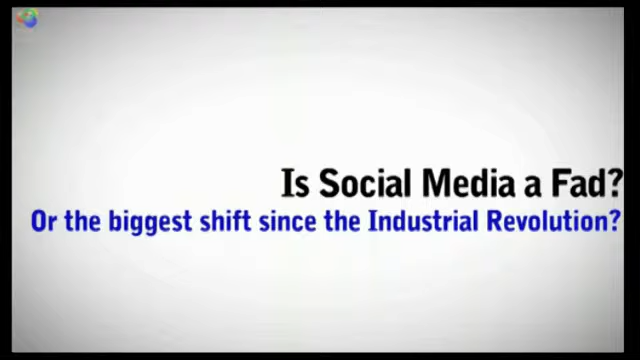 Is Social Media a Fad?
Or the biggest shift since the Industrial Revolution?